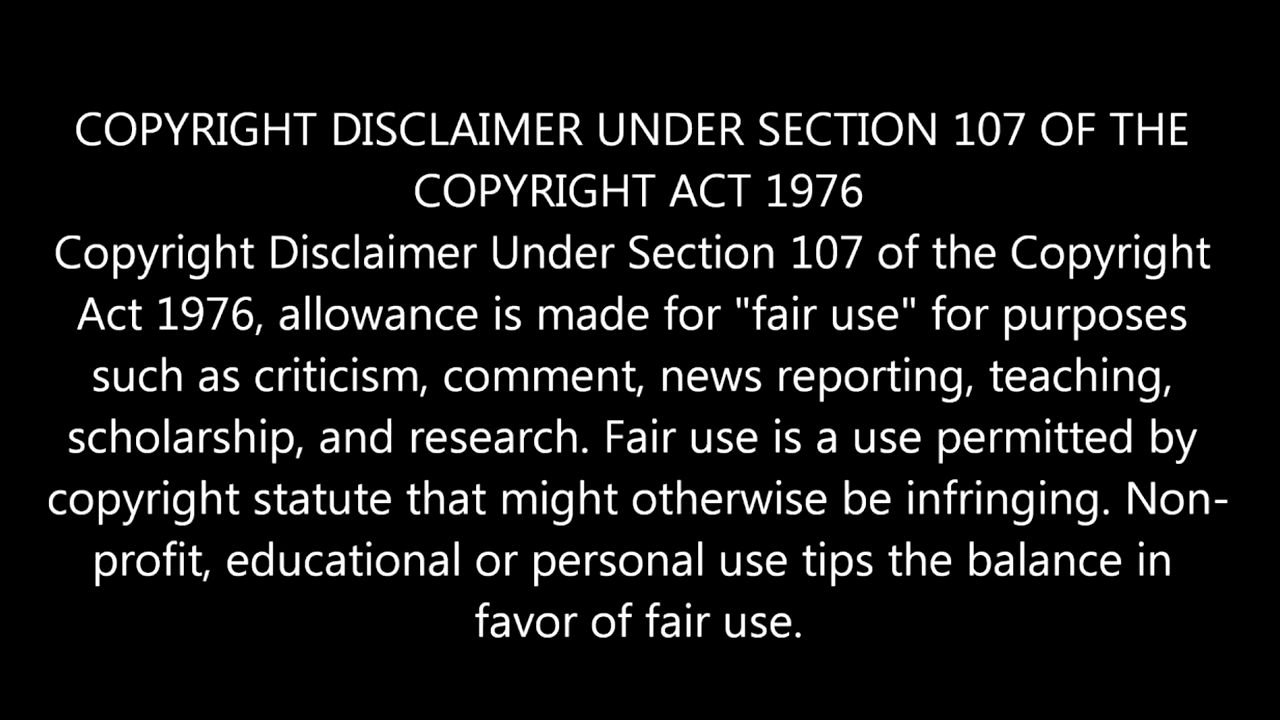 COPYRIGHT DISCLAIMER UNDER SECTION 107 OF THE
COPYRIGHT ACT 1976
Copyright Disclaimer Under Section 107 of the Copyright
Act 1976, allowance is made for "fair use" for purposes
such as criticism, comment, news reporting, teaching,
scholarship, and research. Fair use is a use permitted by
copyright statute that might otherwise be infringing. Non-
profit, educational or personal use tips the balance in
favor of fair use.